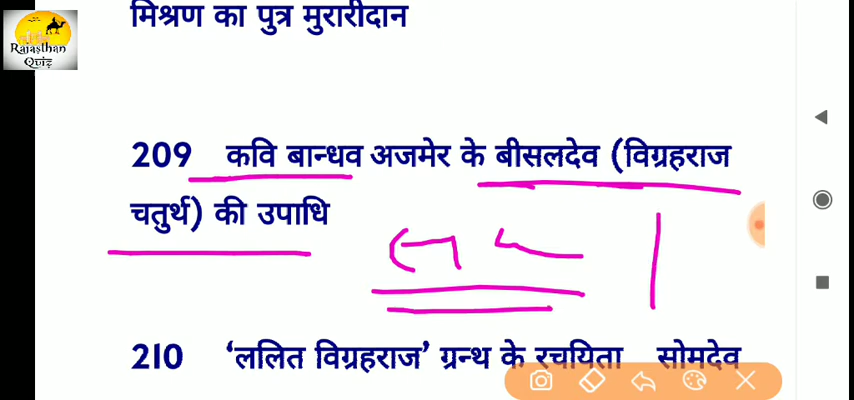 मिश्रण का पुत्र मुरारीदान
Rajasthan
Quiz
209 कवि बान्धव अजमेर के बीसलदेव (विग्रहराज
चतुर्थ) की उपाधि
210 ‘ललित विग्रहराज’ ग्रन्थ के रचयिता सोमदेव